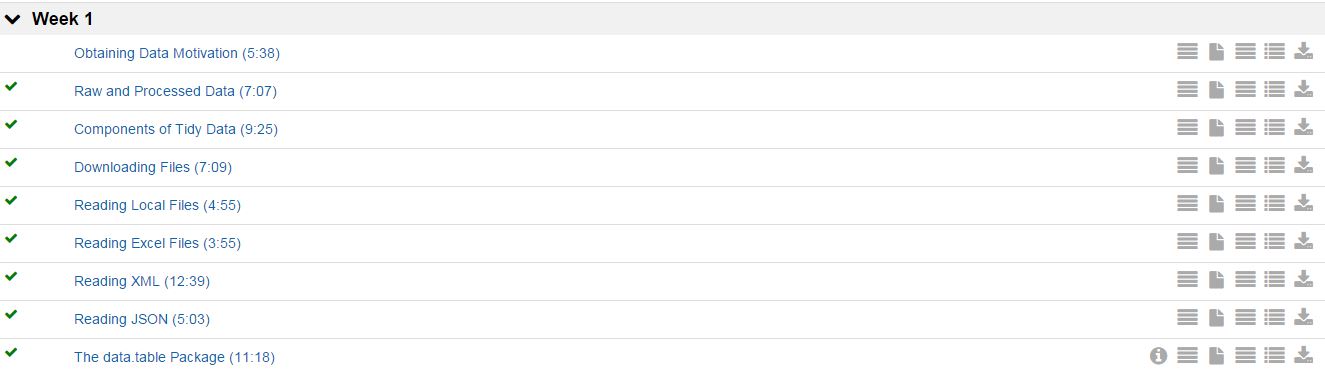 Week 1
Obtaining Data Motivation (5:38)
Raw and Processed Data (7:07)
Components of Tidy Data (9:25)
Downloading Files (7:09)
Reading Local Files (4:55)
Reading Excel Files (3:55)
Reading XML (12:39)
Reading JSON (5:03)
The data.table Package (11:18)